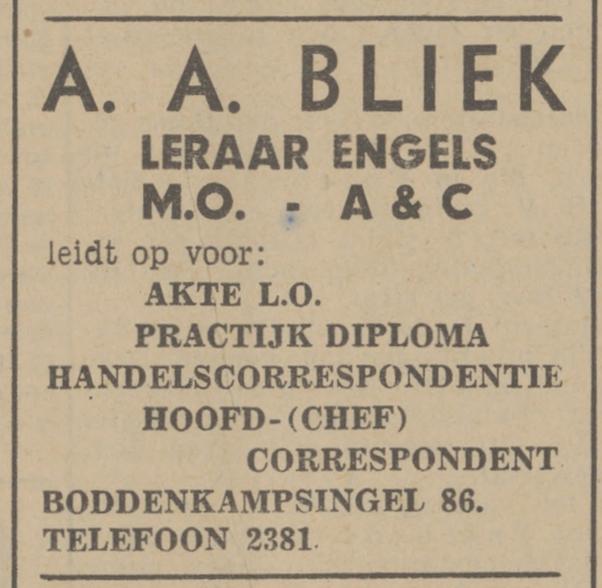 A. A. BLIEK
LERAAR ENGELS
M.O. - A & C
leidt op voor:
AKTE L.O.
PRACTIJK DIPLOMA
HANDELSCORRESPONDENTIE
HOOFD-(CHEF)
CORRESPONDENT
BODDENKAMPSINGEL 86.
TELEFOON 2381.